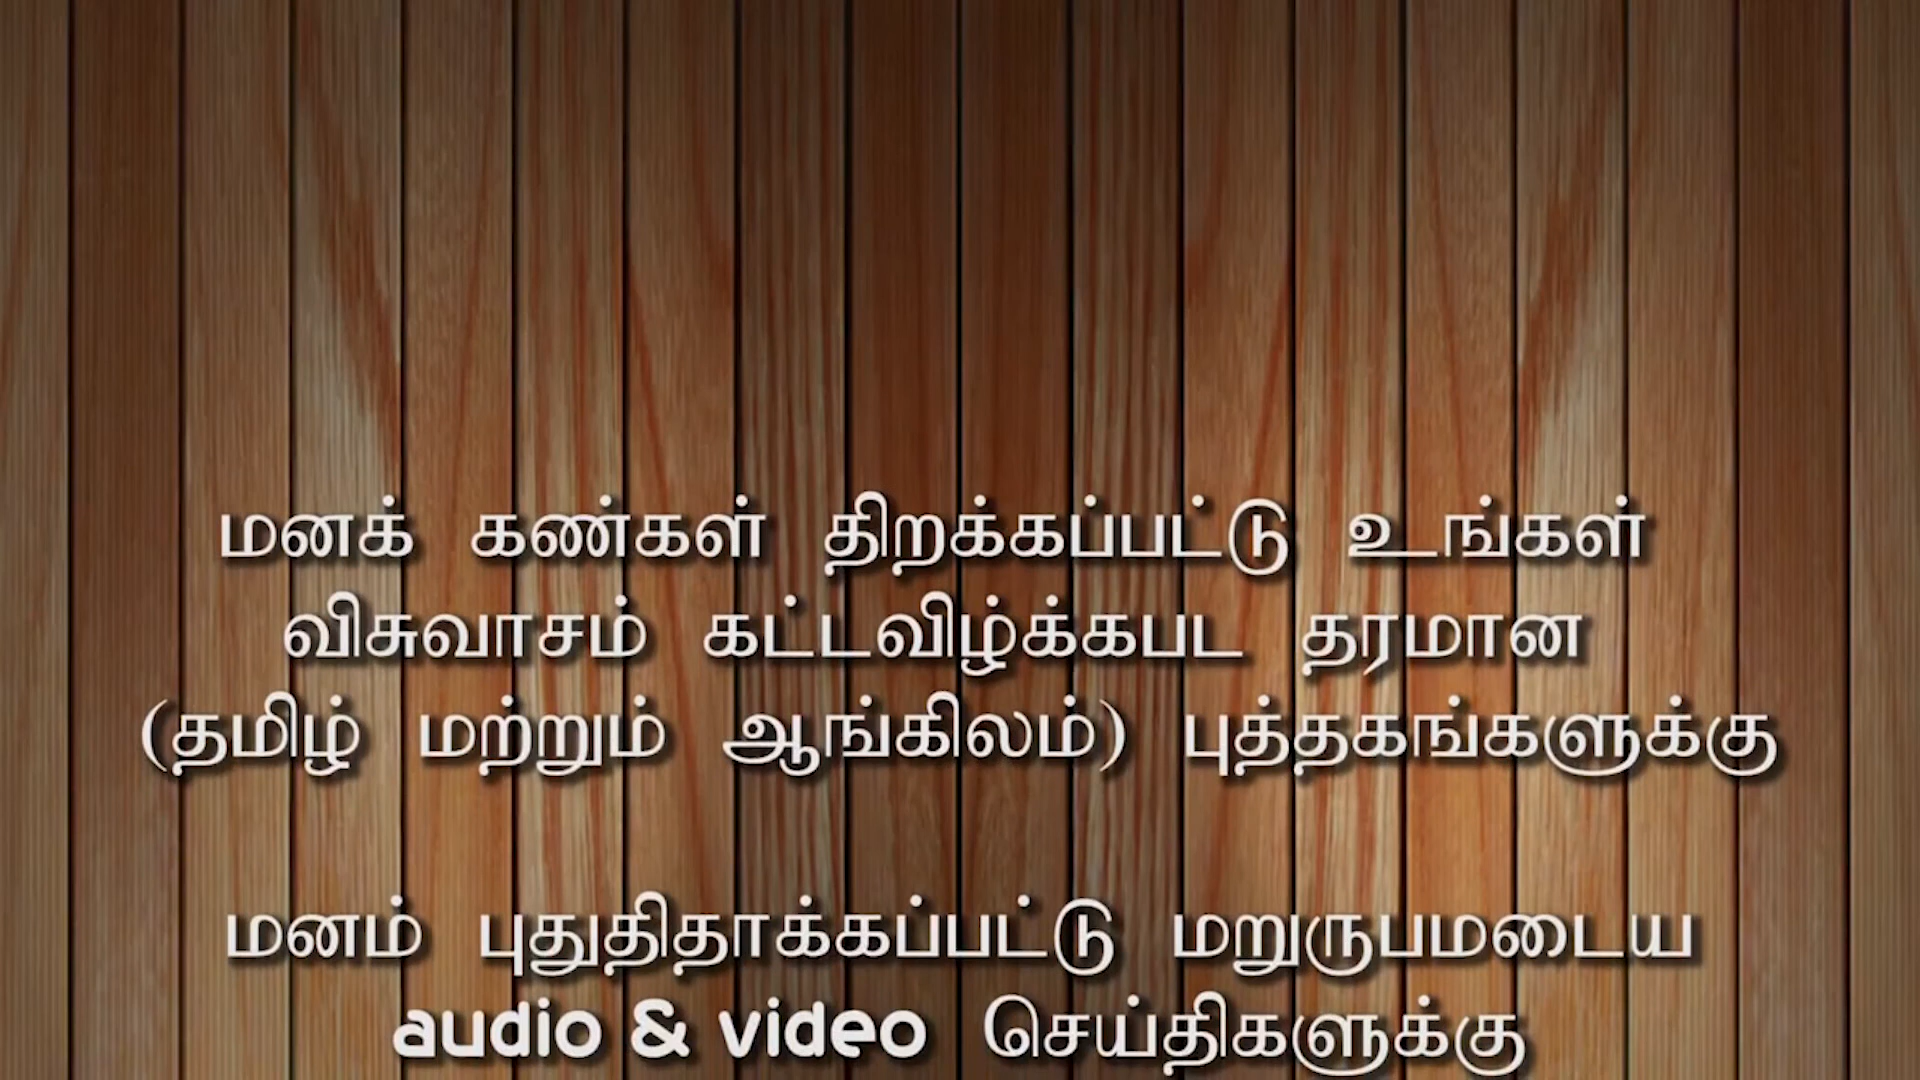 மனக் கண்கள் திறக்கப்பட்டு உங்கள்
விசுவாசம் கட்டவிழ்க்கபட தரமான
(தமிழ் மற்றும் ஆங்கிலம்) புத்தகங்களுக்கு
மனம் புதுதிதாக்கப்பட்டு மறுருபமடைய
audio & video செய்திகளுக்கு